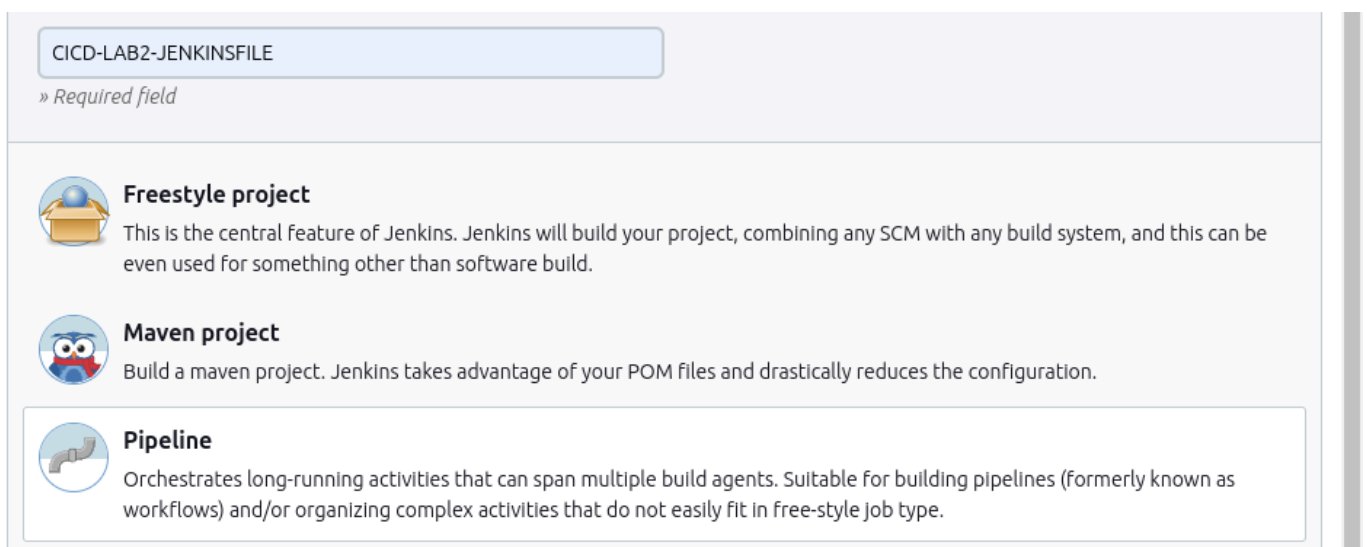 CICD-LAB2-JENKINSFILE
» Required field
Freestyle project
This is the central feature of Jenkins. Jenkins will build your project, combining any SCM with any build system, and this can be
even used for something other than software build.
Maven project
Build a maven project. Jenkins takes advantage of your POM files and drastically reduces the configuration.
Pipeline
Orchestrates long-running activities that can span multiple build agents. Suitable for building pipelines (formerly known as
workflows) and/or organizing complex activities that do not easily fit in free-style job type.